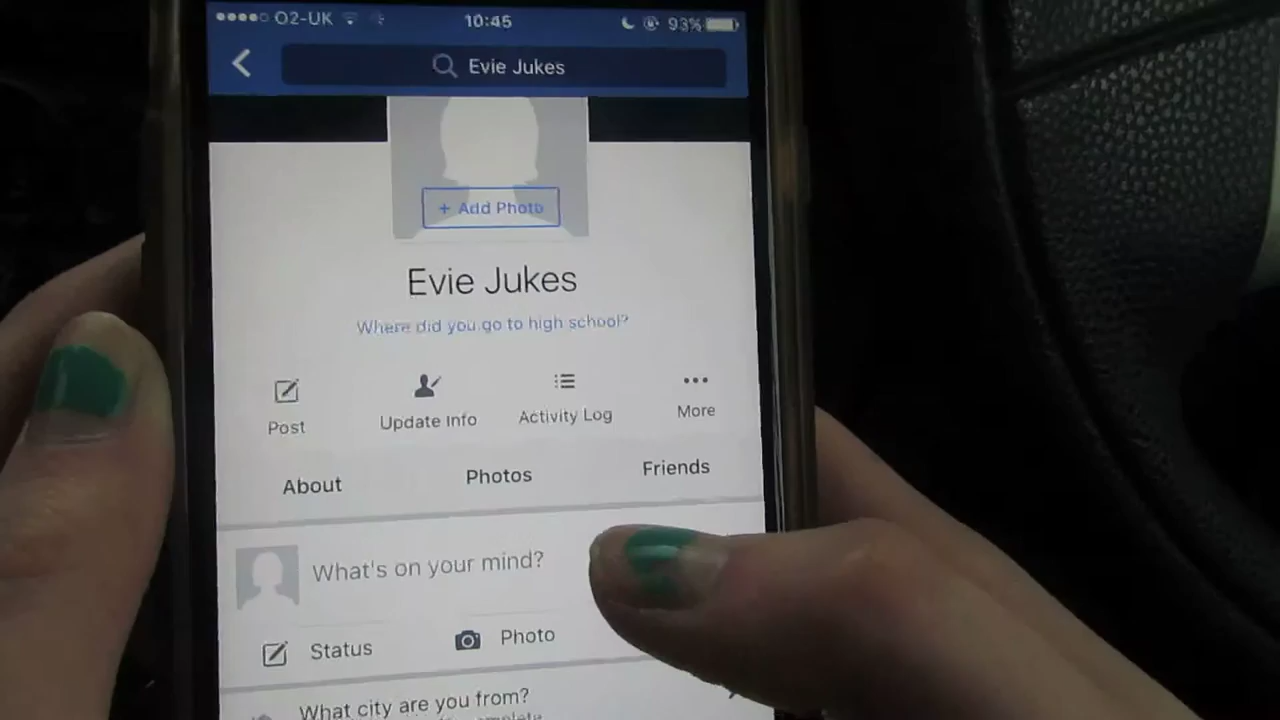 O2-UK 10:45 93%
Evie Jukes
+ Add Photo
Evie Jukes
Where did you go to high school?
Post Update Info Activity Log More
About Photos Friends
What's on your mind?
Status Photo
What city are you from?